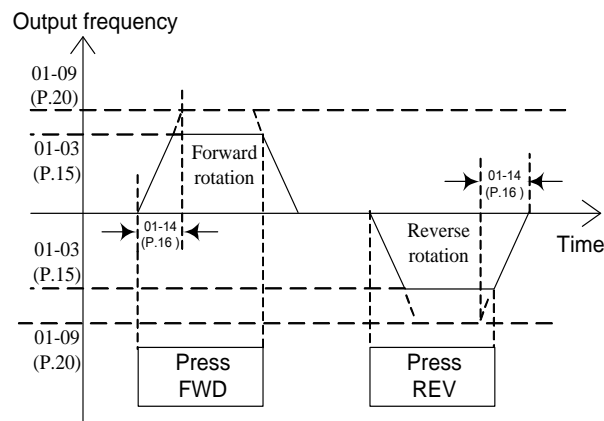 Output frequency
01-09
(P.20)
01-03
(P.15)
Forward
rotation
01-14
(P.16 )
01-14
(P.16 )
Time
Reverse
rotation
01-03
(P.15)
01-09
(P.20)
Press
FWD
Press
REV